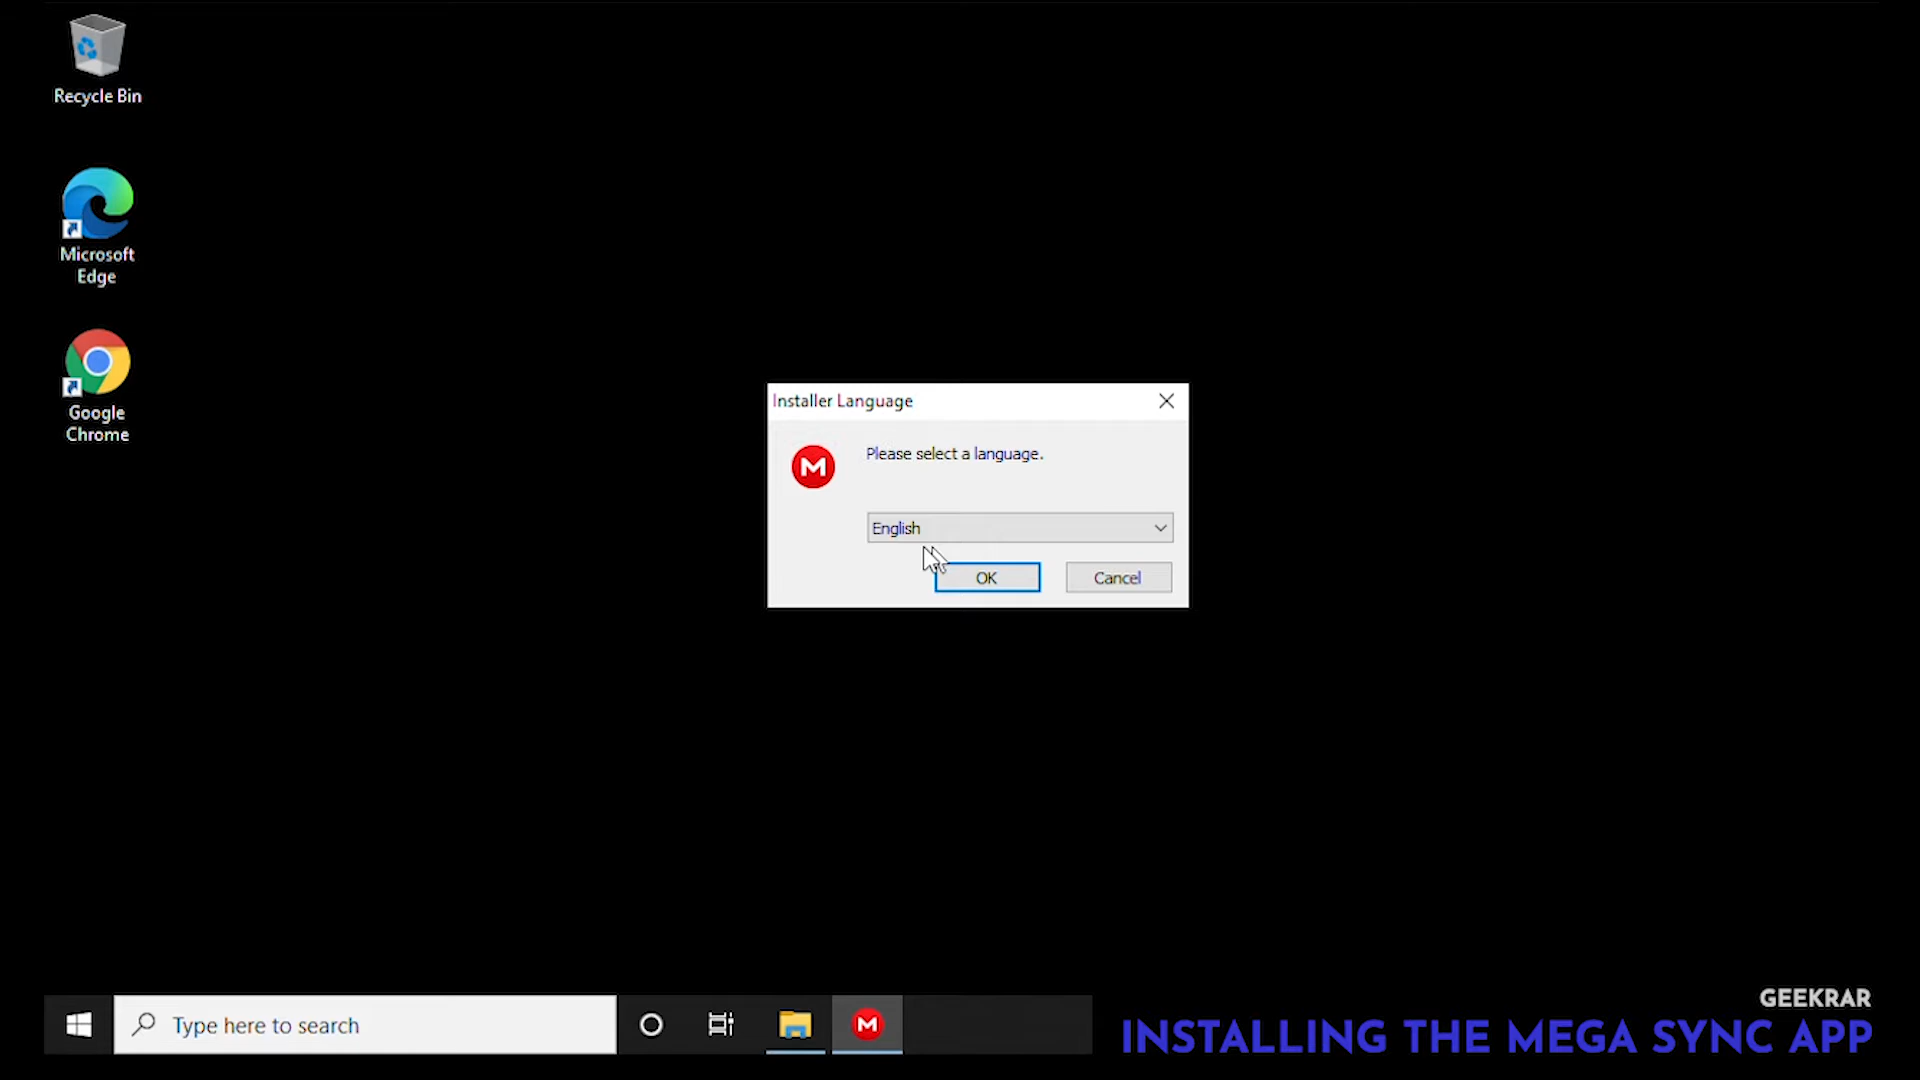 Recycle Bin
Microsoft
Edge
Google
Chrome
Installer Language
M
Please select a language.
English
OK
Cancel
Type here to search
M
GEEKRAR
INSTALLING THE MEGA SYNC APP